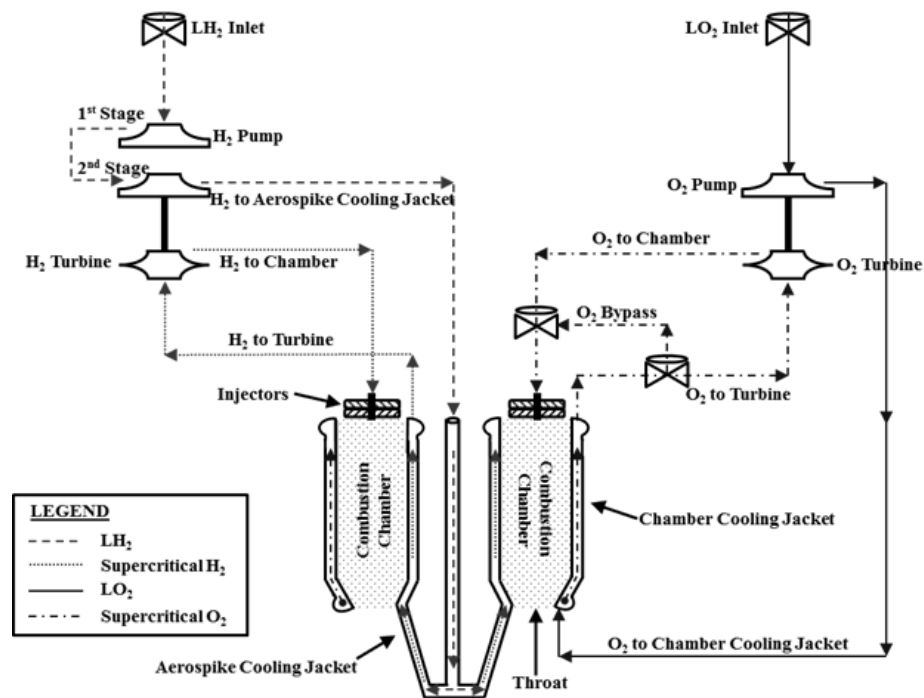 LH₂ Inlet
LO₂ Inlet
1ˢᵗ Stage
H₂ Pump
2ⁿᵈ Stage
H₂ to Aerospike Cooling Jacket
O₂ Pump
H₂ Turbine
H₂ to Chamber
O₂ to Chamber
O₂ Turbine
O₂ Bypass
H₂ to Turbine
O₂ to Turbine
Injectors
Combustion
Chamber
Combustion
Chamber
Chamber Cooling Jacket
LEGEND
LH₂
Supercritical H₂
LO₂
Supercritical O₂
O₂ to Chamber Cooling Jacket
Aerospike Cooling Jacket
Throat